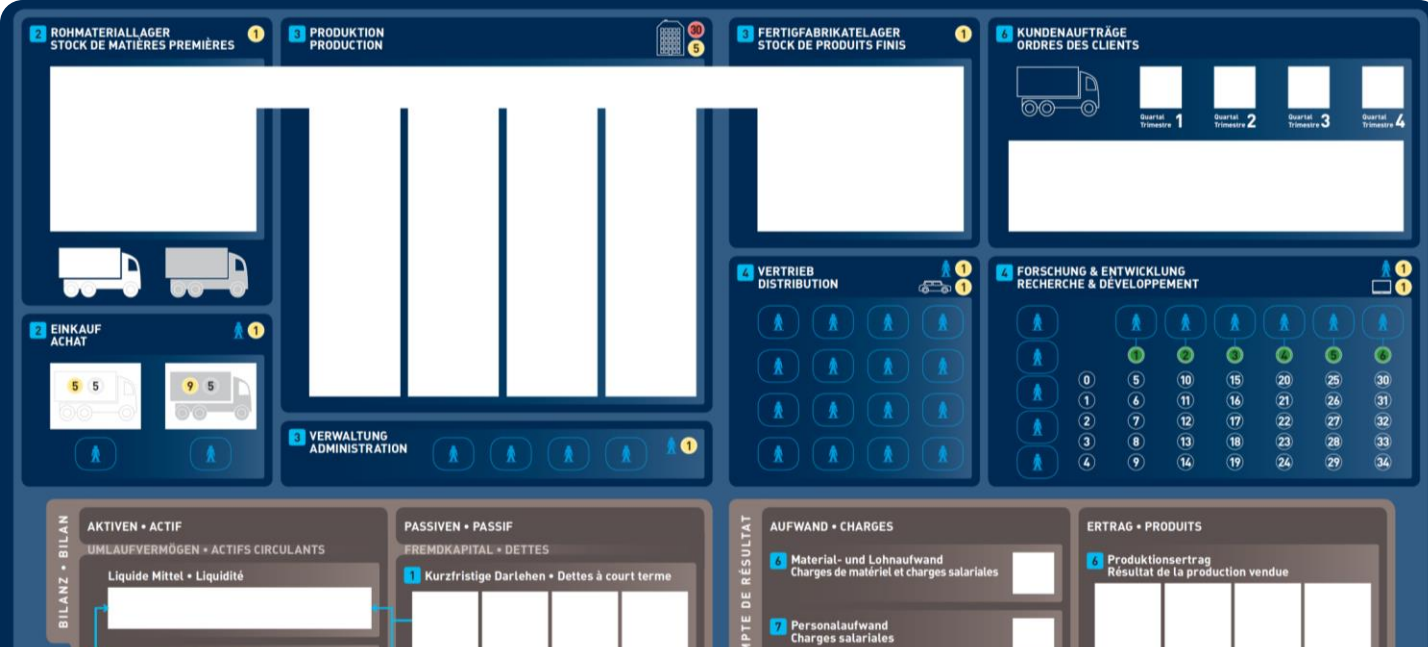 2 ROHMATERIALLAGER 1
STOCK DE MATIÈRES PREMIÈRES
3 PRODUKTION 30
PRODUCTION 5
3 FERTIGFABRIKATELAGER 1
STOCK DE PRODUITS FINIS
6 KUNDENAUFTRÄGE
ORDRES DES CLIENTS
Quartal
Trimestre 1
Quartal
Trimestre 2
Quartal
Trimestre 3
Quartal
Trimestre 4
2 EINKAUF 1
ACHAT
5 5
9 5
3 VERWALTUNG 1
ADMINISTRATION
4 VERTRIEB 1
DISTRIBUTION 1
4 FORSCHUNG & ENTWICKLUNG 1
RECHERCHE & DÉVELOPPEMENT 1
1 2 3 4 5 6
0 5 10 15 20 25 30
1 6 11 16 21 26 31
2 7 12 17 22 27 32
3 8 13 18 23 28 33
4 9 14 19 24 29 34
BILANZ • BILAN
AKTIVEN • ACTIF
UMLAUFVERMÖGEN • ACTIFS CIRCULANTS
Liquide Mittel • Liquidité
PASSIVEN • PASSIF
FREMDKAPITAL • DETTES
1 Kurzfristige Darlehen • Dettes à court terme
MPTE DE RÉSULTAT
AUFWAND • CHARGES
6 Material- und Lohnaufwand
Charges de matériel et charges salariales
7 Personalaufwand
Charges salariales
ERTRAG • PRODUITS
6 Produktionsertrag
Résultat de la production vendue